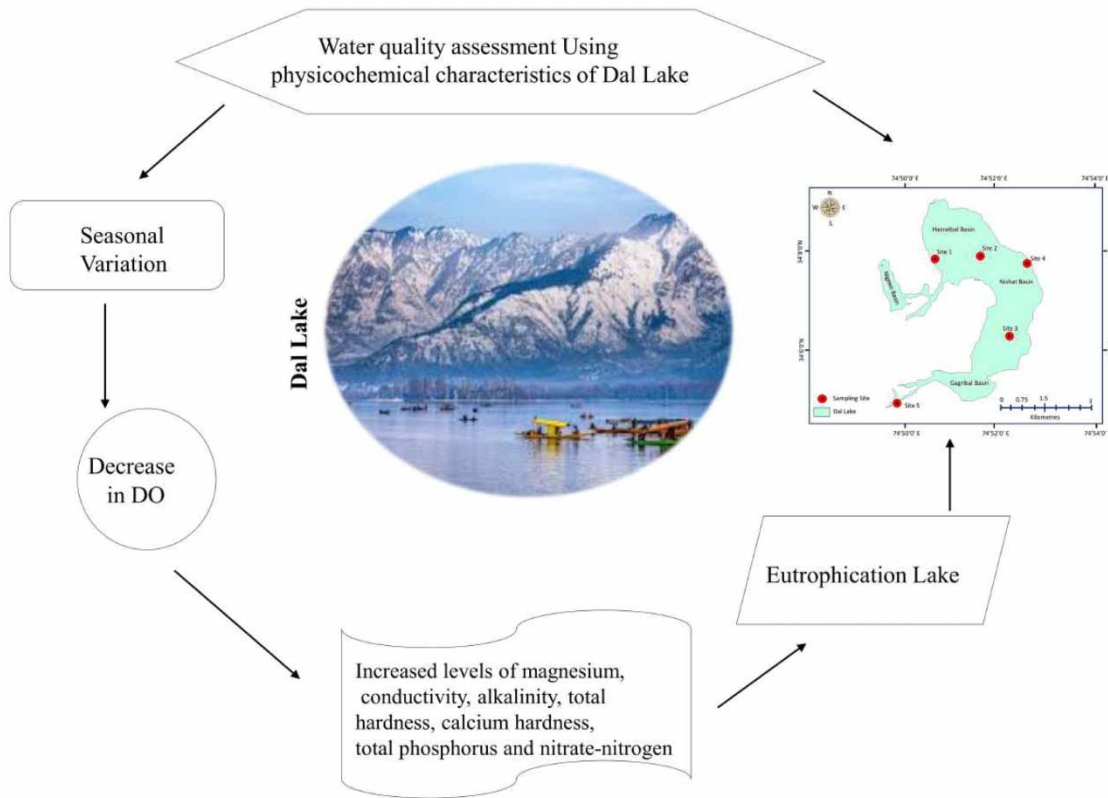 Water quality assessment Using
physicochemical characteristics of Dal Lake
Seasonal
Variation
Decrease
in DO
Increased levels of magnesium,
conductivity, alkalinity, total
hardness, calcium hardness,
total phosphorus and nitrate-nitrogen
Eutrophication Lake
Dal Lake
74°50'0" E
74°52'0" E
74°54'0"E
N
W
E
S
Hazratbal Basin
Site 1
Site 2
Site 4
Nishat Basin
Site 3
Gagribal Basin
Site 5
Sampling Site
Dal Lake
0 0.75 1.5
Kilometres
74°50'0" E
74°52'0" E
74°54'0"E